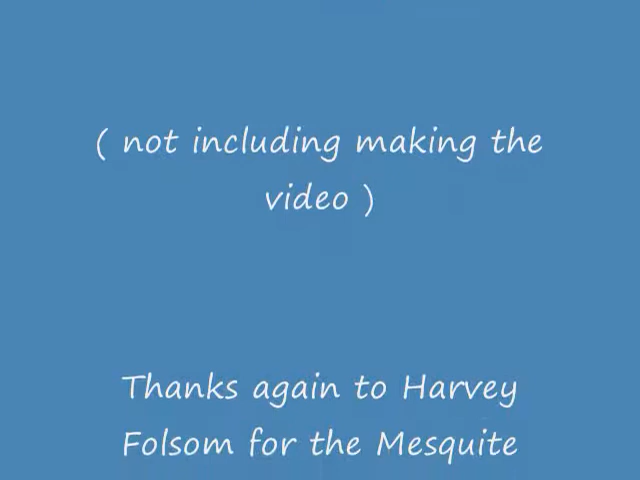 ( not including making the
video )
Thanks again to Harvey
Folsom for the Mesquite